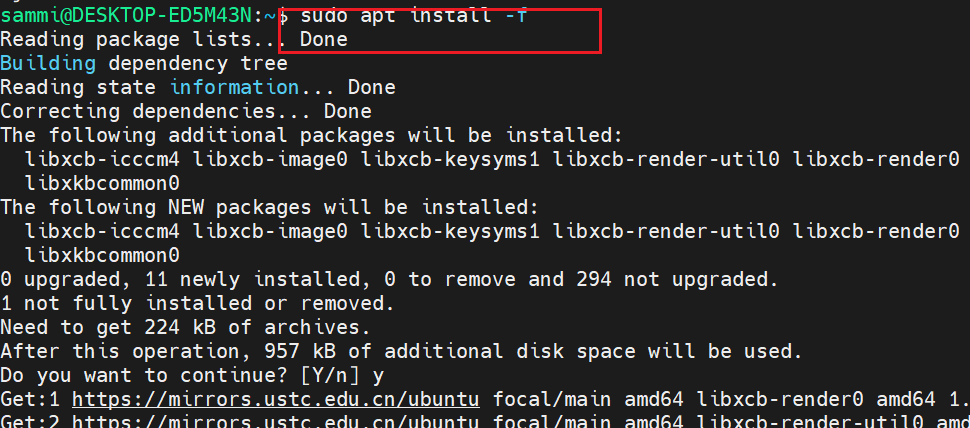 sammi@DESKTOP-ED5M43N:~$ sudo apt install -f
Reading package lists... Done
Building dependency tree
Reading state information... Done
Correcting dependencies... Done
The following additional packages will be installed:
  libxcb-icccm4 libxcb-image0 libxcb-keysyms1 libxcb-render-util0 libxcb-render0
  libxkbcommon0
The following NEW packages will be installed:
  libxcb-icccm4 libxcb-image0 libxcb-keysyms1 libxcb-render-util0 libxcb-render0
  libxkbcommon0
0 upgraded, 11 newly installed, 0 to remove and 294 not upgraded.
1 not fully installed or removed.
Need to get 224 kB of archives.
After this operation, 957 kB of additional disk space will be used.
Do you want to continue? [Y/n] y
Get:1 https://mirrors.ustc.edu.cn/ubuntu focal/main amd64 libxcb-render0 amd64 1.
Get:2 https://mirrors.ustc.edu.cn/ubuntu focal/main amd64 libxcb-render-util0 amd